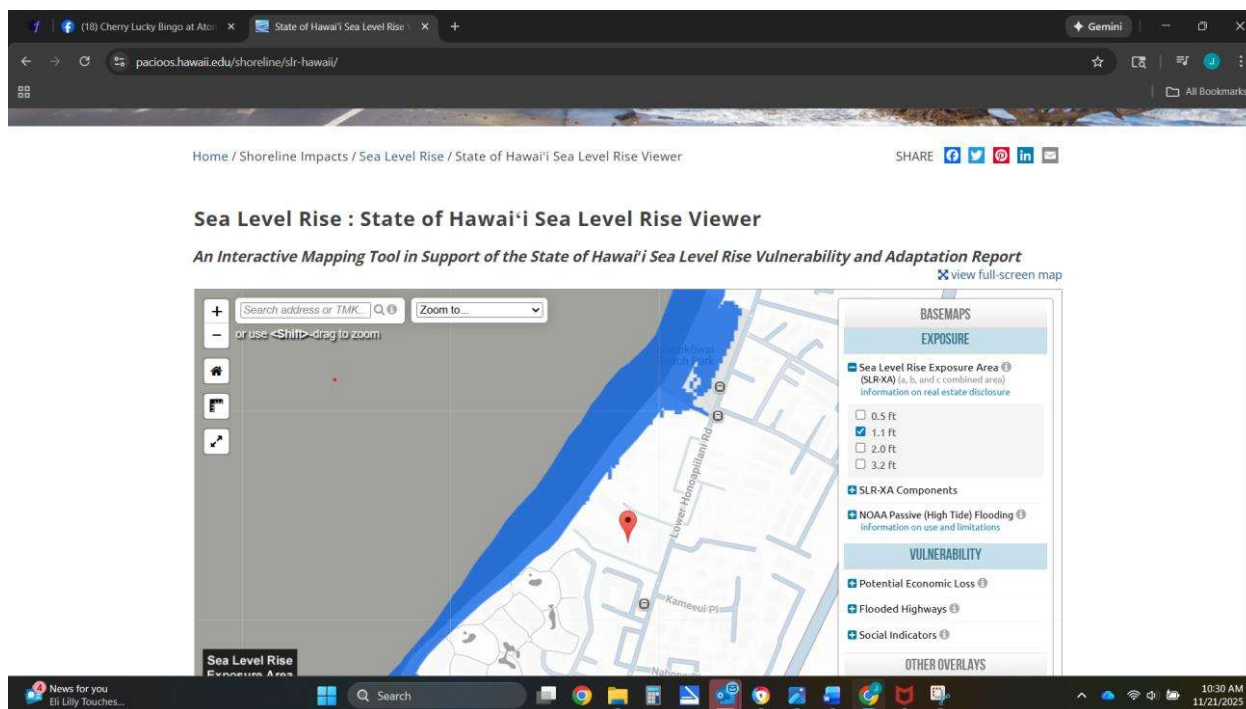 (18) Cherry Lucky Bingo at Aton
State of Hawai'i Sea Level Rise V
Gemini
pacioos.hawaii.edu/shoreline/slr-hawaii/
All Bookmarks
Home / Shoreline Impacts / Sea Level Rise / State of Hawai'i Sea Level Rise Viewer
SHARE
Sea Level Rise : State of Hawaiʻi Sea Level Rise Viewer
An Interactive Mapping Tool in Support of the State of Hawai'i Sea Level Rise Vulnerability and Adaptation Report
view full-screen map
+
Search address or TMK...
Zoom to...
−
or use <Shift>-drag to zoom
Beach Park
Lower Honoapiilani Rd
Kameeui Pl
Sea Level Rise
Exposure Area
BASEMAPS
EXPOSURE
Sea Level Rise Exposure Area
(SLR-XA) (a, b, and c combined area)
information on real estate disclosure
0.5 ft
1.1 ft
2.0 ft
3.2 ft
SLR-XA Components
NOAA Passive (High Tide) Flooding
information on use and limitations
VULNERABILITY
Potential Economic Loss
Flooded Highways
Social Indicators
OTHER OVERLAYS
4
News for you
Eli Lilly Touches...
Search
10:30 AM
11/21/2025